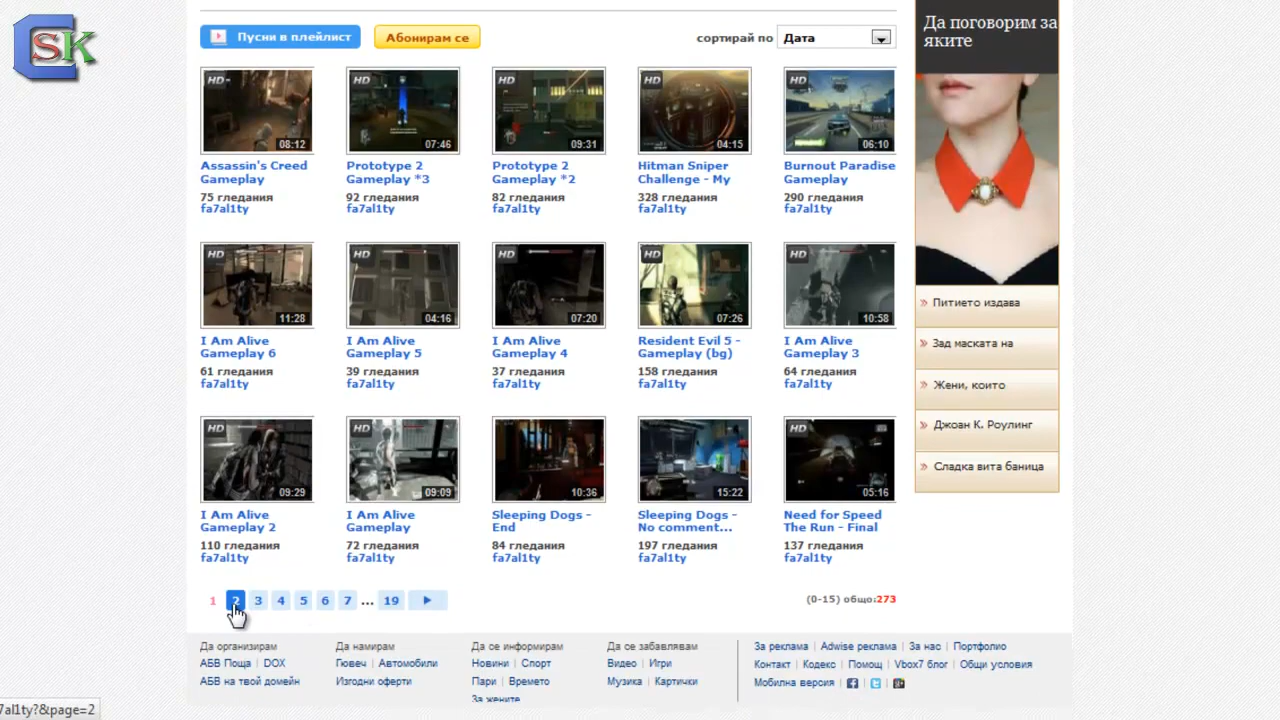 CSK
Пусни в плейлист
Абонирам се
сортирай по
Дата
HD 08:12
HD 07:46
HD 09:31
HD 04:15
HD 06:10
Assassin's Creed Gameplay
Prototype 2 Gameplay *3
Prototype 2 Gameplay *2
Hitman Sniper Challenge - My
Burnout Paradise Gameplay
75 гледания
92 гледания
82 гледания
328 гледания
290 гледания
fa7al1ty
fa7al1ty
fa7al1ty
fa7al1ty
fa7al1ty
HD 11:28
HD 04:16
HD 07:20
HD 07:26
HD 10:58
I Am Alive Gameplay 6
I Am Alive Gameplay 5
I Am Alive Gameplay 4
Resident Evil 5 - Gameplay (bg)
I Am Alive Gameplay 3
61 гледания
39 гледания
37 гледания
158 гледания
64 гледания
fa7al1ty
fa7al1ty
fa7al1ty
fa7al1ty
fa7al1ty
HD 09:29
HD 09:09
10:36
15:22
HD 05:16
I Am Alive Gameplay 2
I Am Alive Gameplay
Sleeping Dogs - End
Sleeping Dogs - No comment...
Need for Speed The Run - Final
110 гледания
72 гледания
84 гледания
197 гледания
137 гледания
fa7al1ty
fa7al1ty
fa7al1ty
fa7al1ty
fa7al1ty
1 2 3 4 5 6 7 ... 19
(0-15) общо:273
Да поговорим за
яките
» Питието издава
» Зад маската на
» Жени, които
» Джоан К. Роулинг
» Сладка вита баница
Да организирам
АБВ Поща | DOX
АБВ на твой домейн
Да намирам
Гювеч | Автомобили
Изгодни оферти
Да се информирам
Новини | Спорт
Пари | Времето
За жените
Да се забавлявам
Видео | Игри
Музика | Картички
За реклама | Adwise реклама | За нас | Портфолио
Контакт | Кодекс | Помощ | Vbox7 блог | Общи условия
Мобилна версия
7al1ty?&page=2